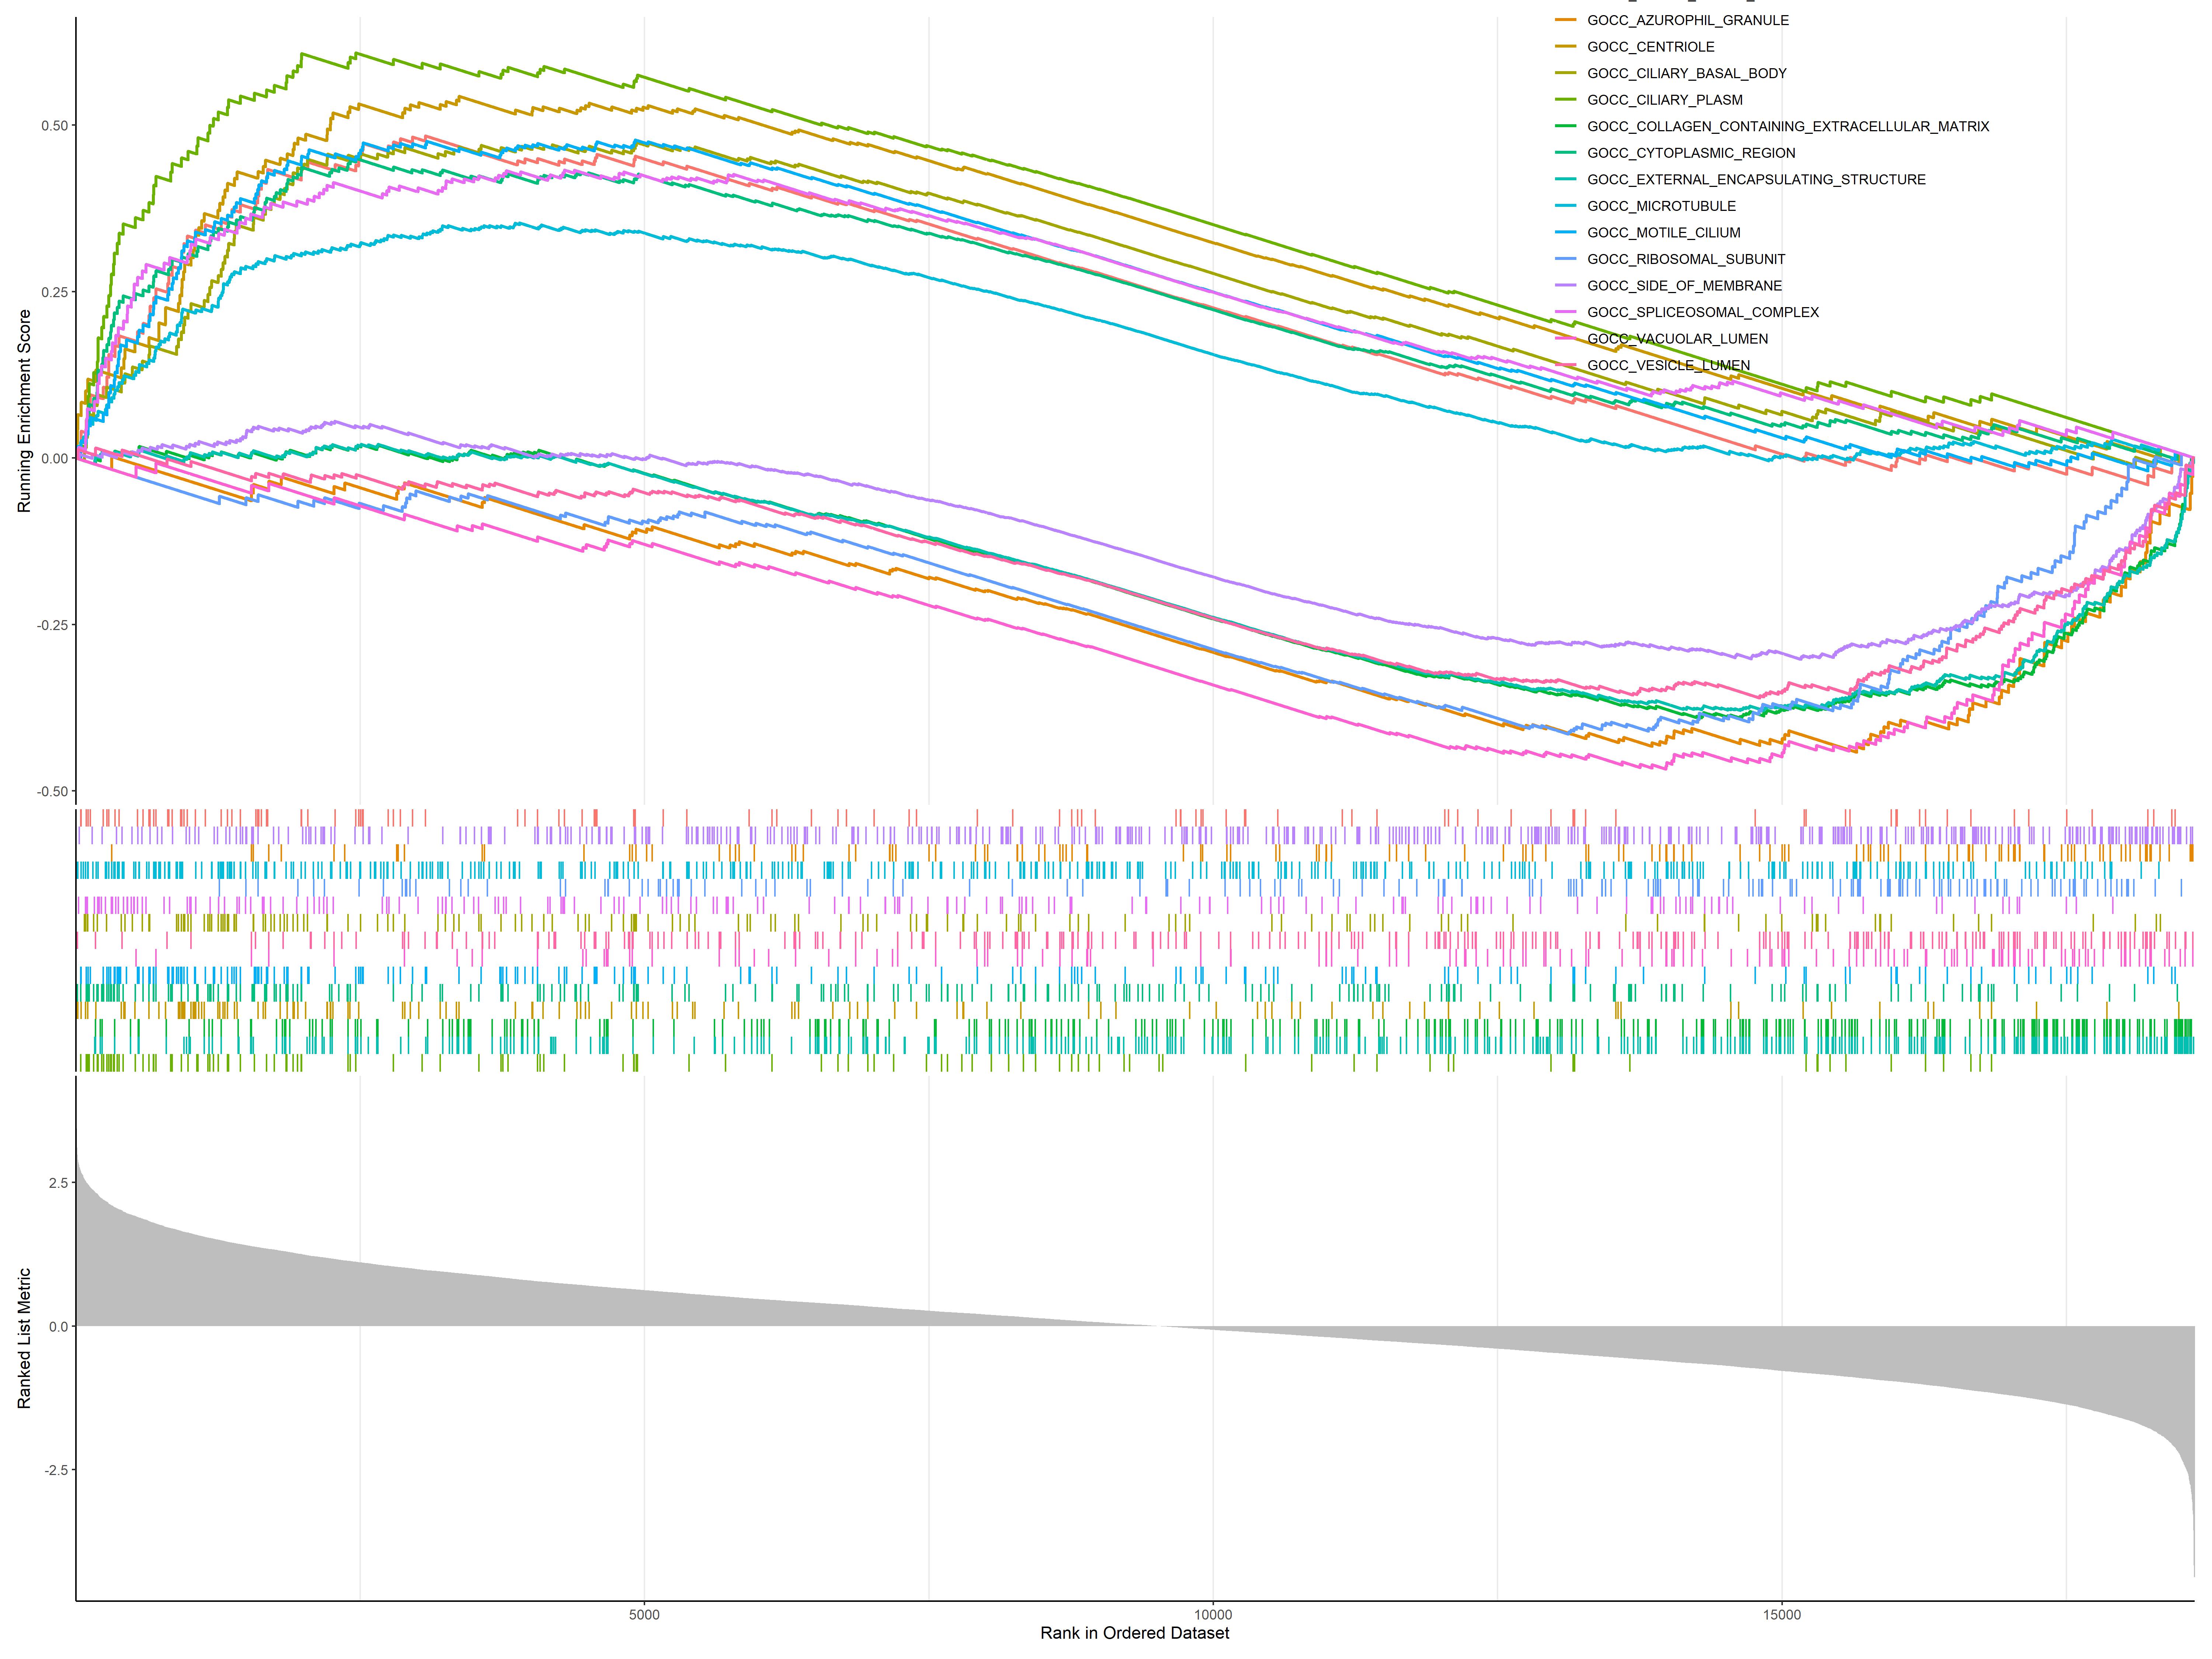 GOCC_AZUROPHIL_GRANULE
GOCC_CENTRIOLE
GOCC_CILIARY_BASAL_BODY
GOCC_CILIARY_PLASM
GOCC_COLLAGEN_CONTAINING_EXTRACELLULAR_MATRIX
GOCC_CYTOPLASMIC_REGION
GOCC_EXTERNAL_ENCAPSULATING_STRUCTURE
GOCC_MICROTUBULE
GOCC_MOTILE_CILIUM
GOCC_RIBOSOMAL_SUBUNIT
GOCC_SIDE_OF_MEMBRANE
GOCC_SPLICEOSOMAL_COMPLEX
GOCC_VACUOLAR_LUMEN
GOCC_VESICLE_LUMEN
Running Enrichment Score
0.50
0.25
0.00
-0.25
-0.50
Ranked List Metric
2.5
0.0
-2.5
5000
10000
15000
Rank in Ordered Dataset